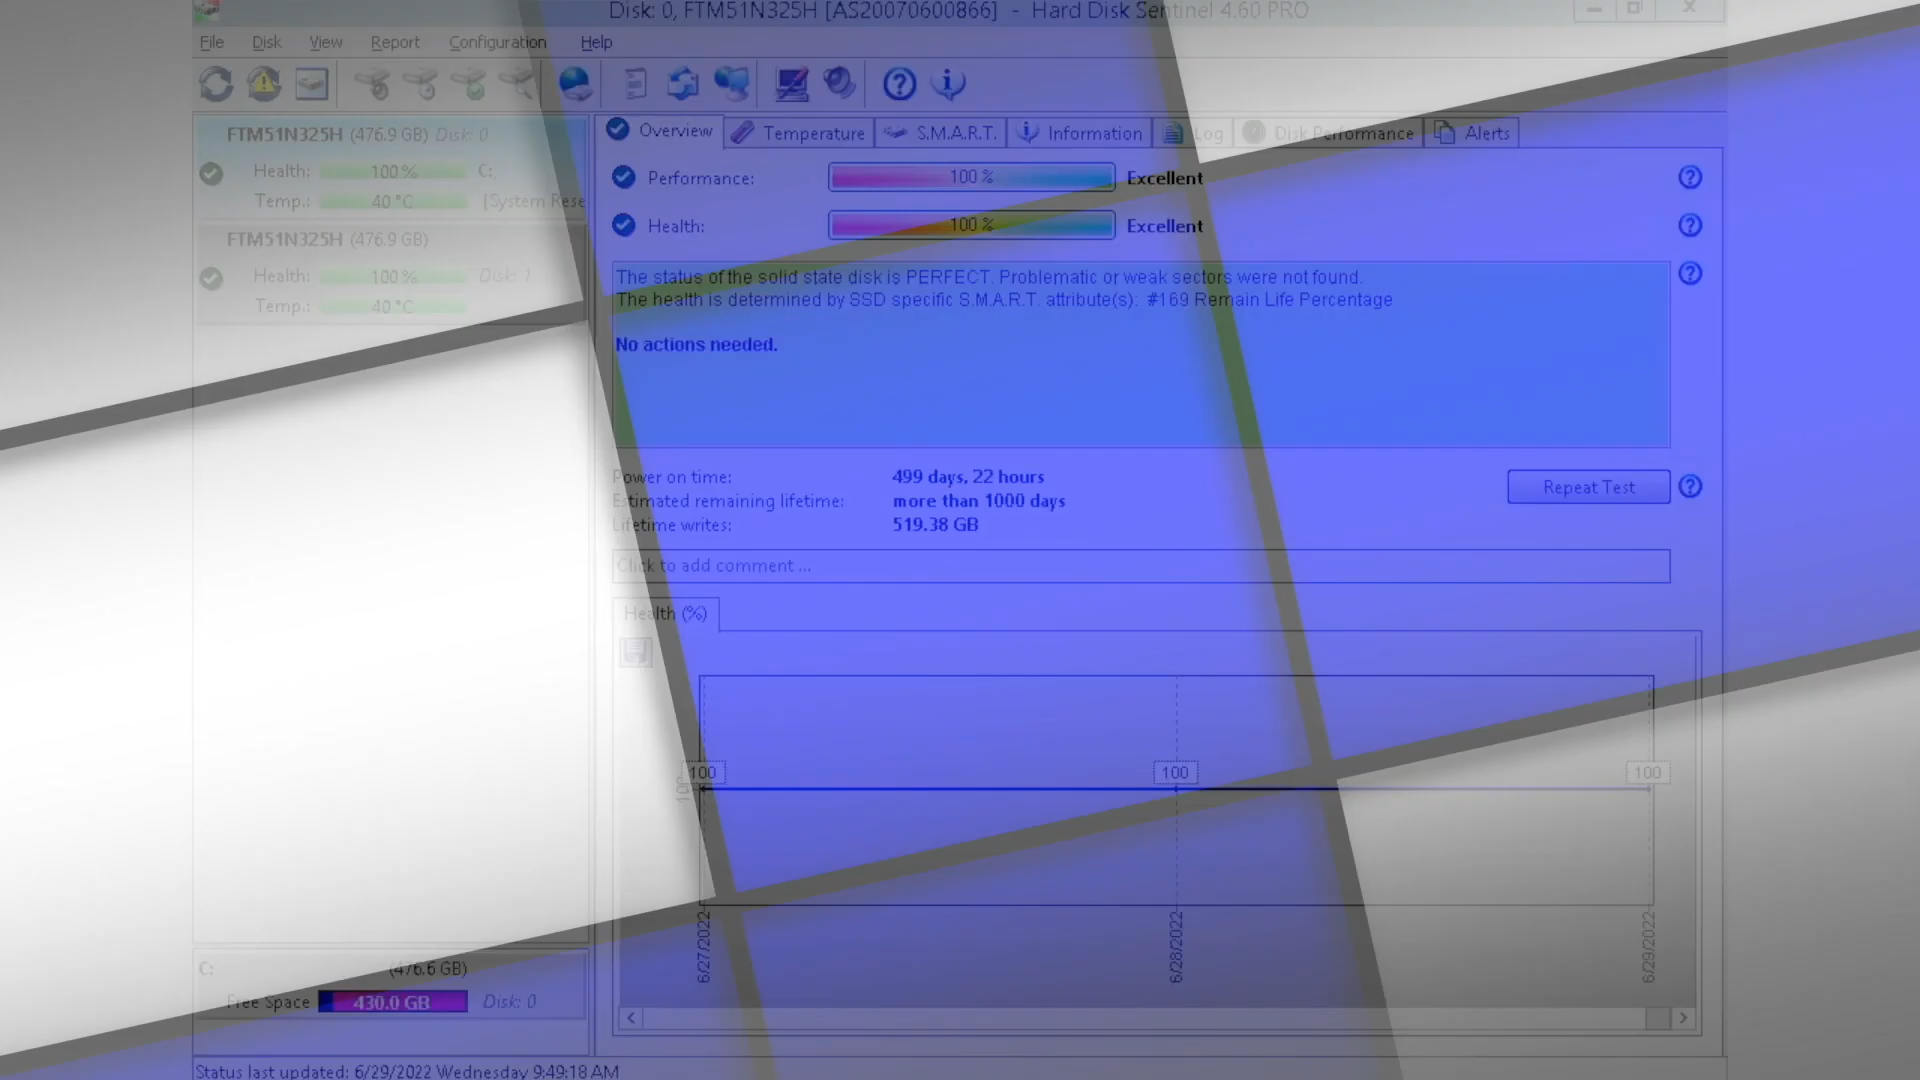 Disk: 0, FTM51N325H [AS20070600866] - Hard Disk Sentinel 4.60 PRO
File Disk View Report Configuration Help
FTM51N325H (476.9 GB) Disk: 0
Health: 100 % C:
Temp.: 40 °C [System Rese
FTM51N325H (476.9 GB)
Health: 100 % Disk: 1
Temp.: 40 °C
Overview Temperature S.M.A.R.T. Information Log Disk Performance Alerts
Performance: 100 % Excellent
Health: 100 % Excellent
The status of the solid state disk is PERFECT. Problematic or weak sectors were not found.
The health is determined by SSD specific S.M.A.R.T. attribute(s): #169 Remain Life Percentage
No actions needed.
Power on time: 499 days, 22 hours
Estimated remaining lifetime: more than 1000 days
Lifetime writes: 519.38 GB
Repeat Test
Click to add comment ...
Health (%)
100
100 100 100
6/27/2022 6/28/2022 6/29/2022
C: (476.6 GB)
Free Space 430.0 GB Disk: 0
Status last updated: 6/29/2022 Wednesday 9:49:18 AM